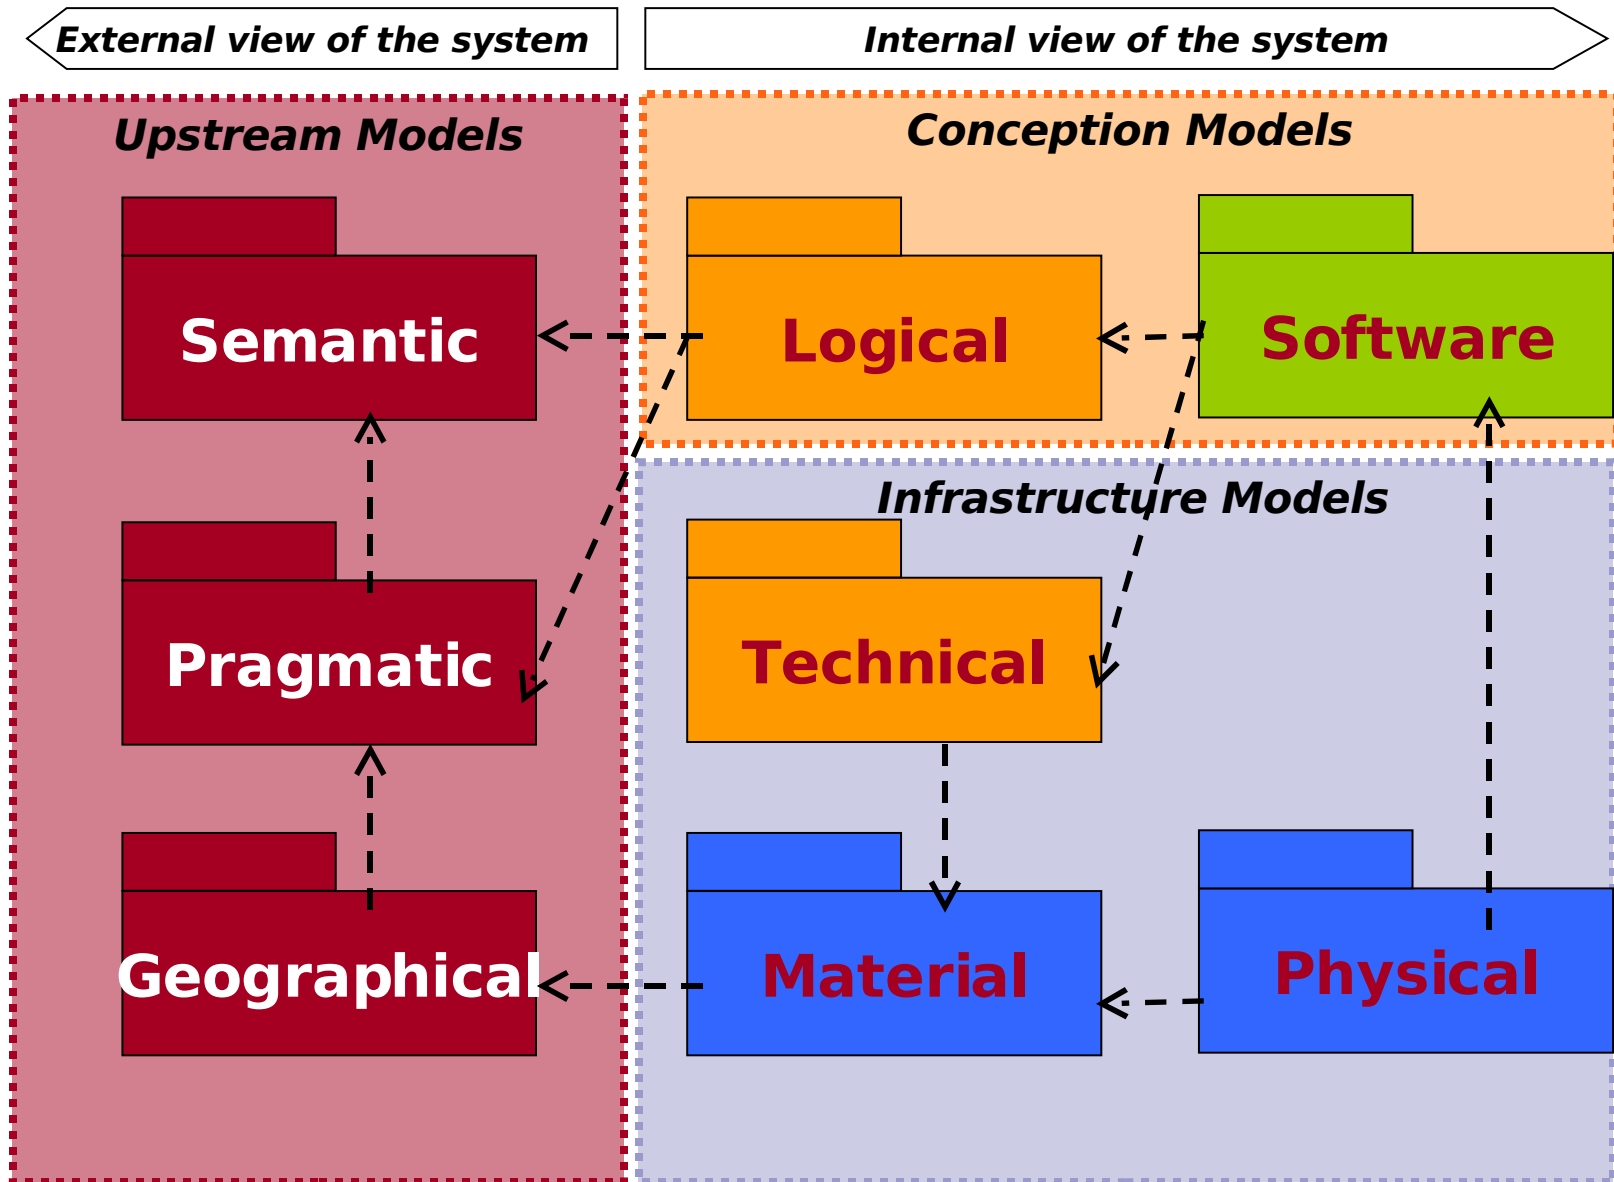 External view of the system
Internal view of the system
Upstream Models
Conception Models
Semantic
Logical
Software
Infrastructure Models
Pragmatic
Technical
Geographical
Material
Physical